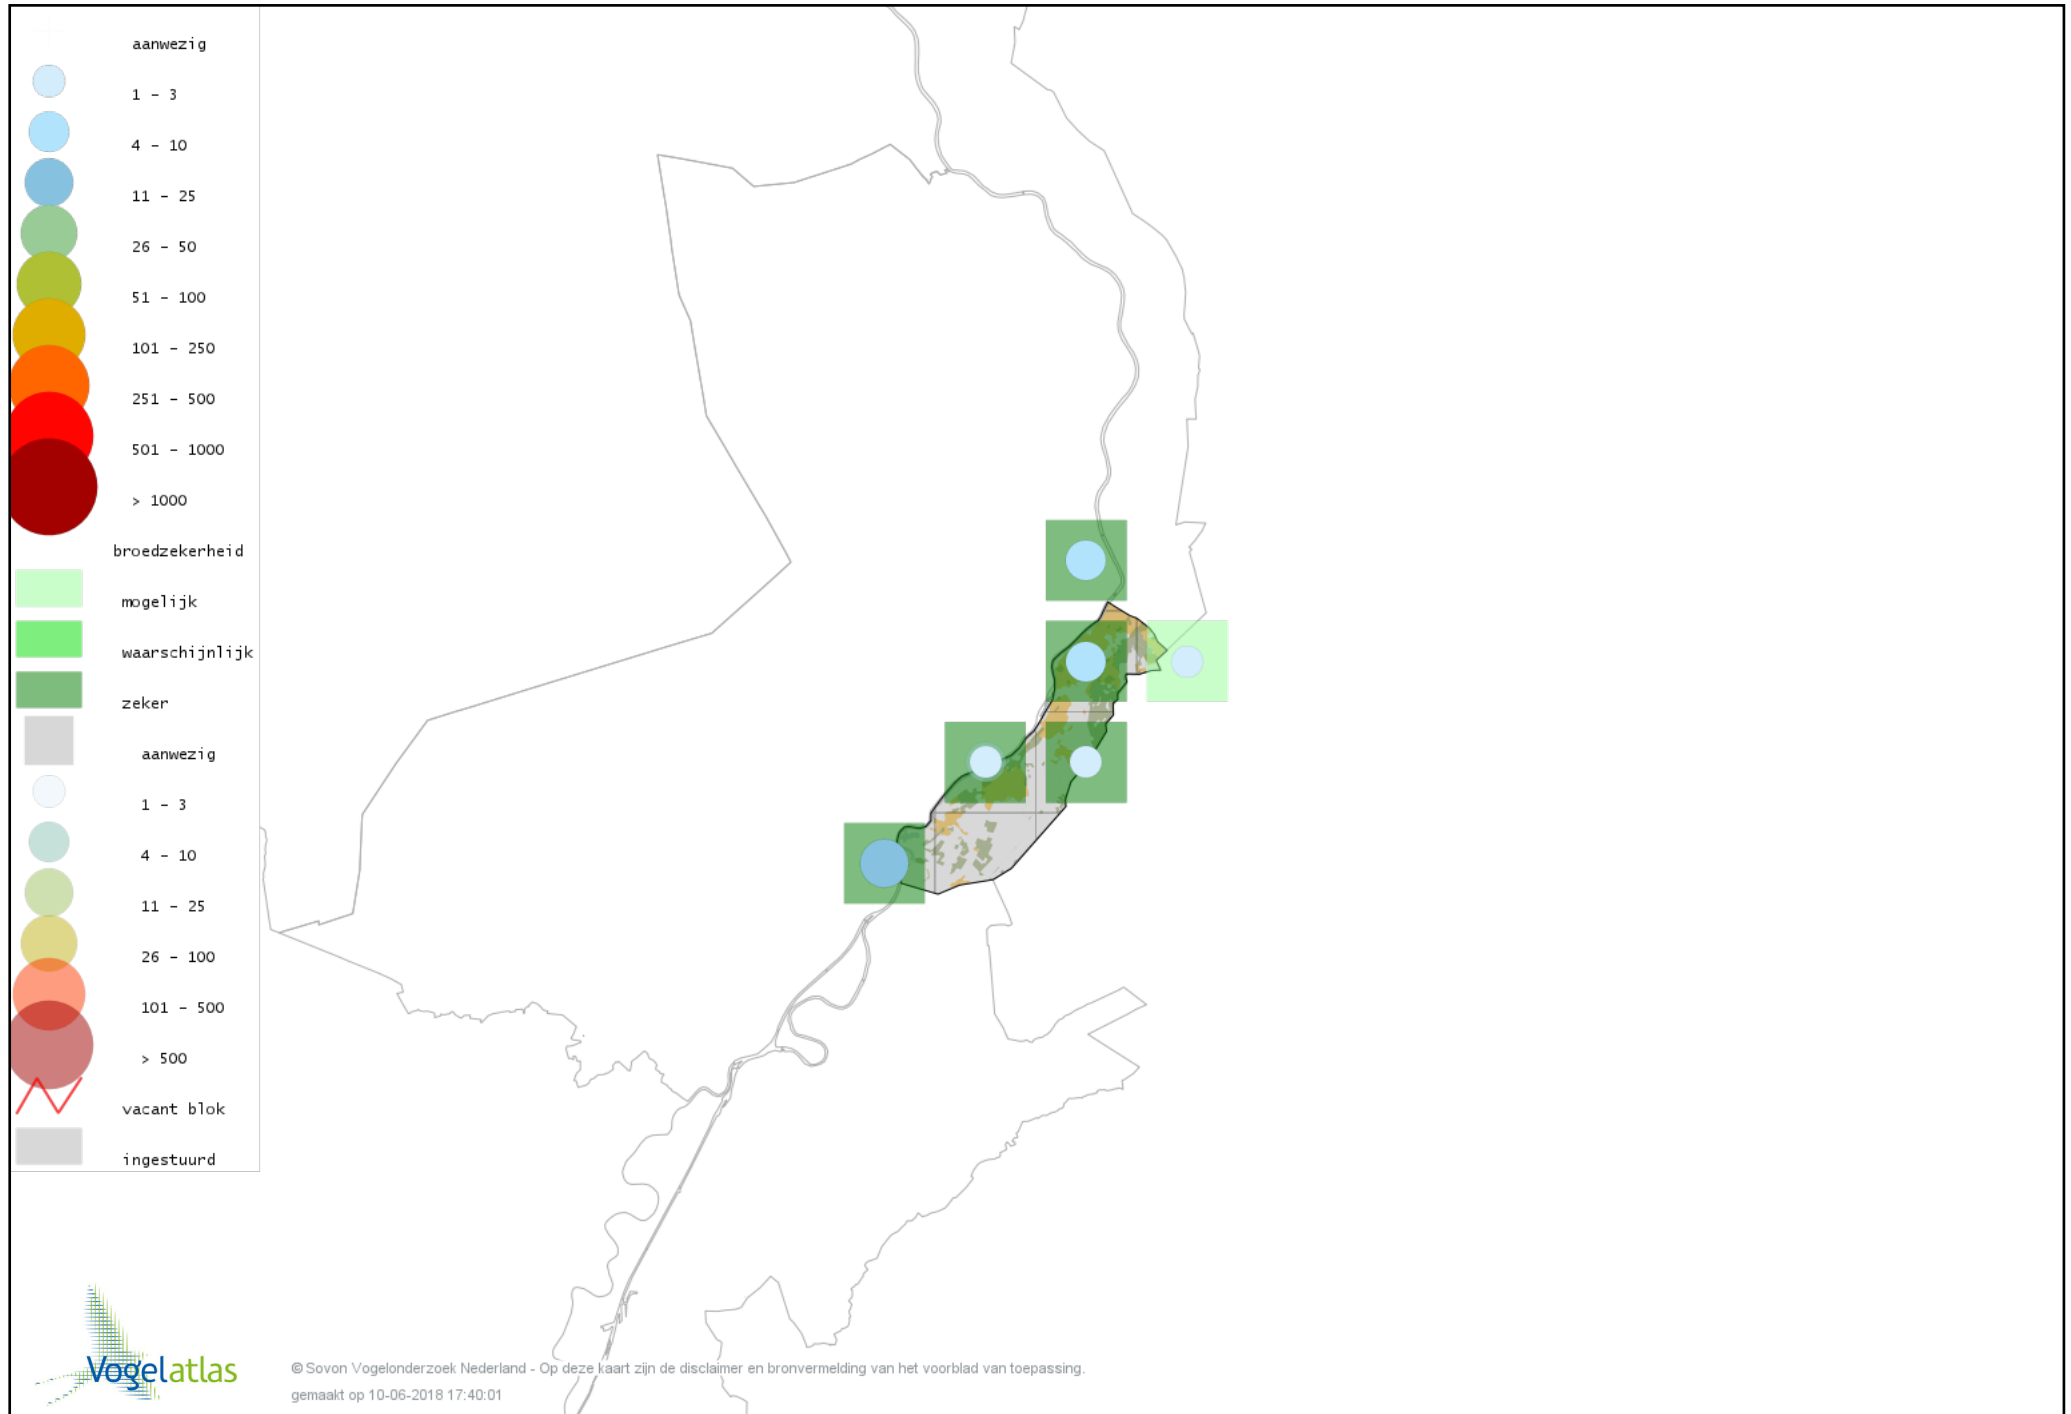 aanwezig
1 - 3
4 - 10
11 - 25
26 - 50
51 - 100
101 - 250
251 - 500
501 - 1000
> 1000
broedzekerheid
mogelijk
waarschijnlijk
zeker
aanwezig
1 - 3
4 - 10
11 - 25
26 - 100
101 - 500
> 500
vacant blok
ingestuurd
Vogelatlas
© Sovon Vogelonderzoek Nederland - Op deze kaart zijn de disclaimer en bronvermelding van het voorblad van toepassing.
gemaakt op 10-06-2018 17:40:01